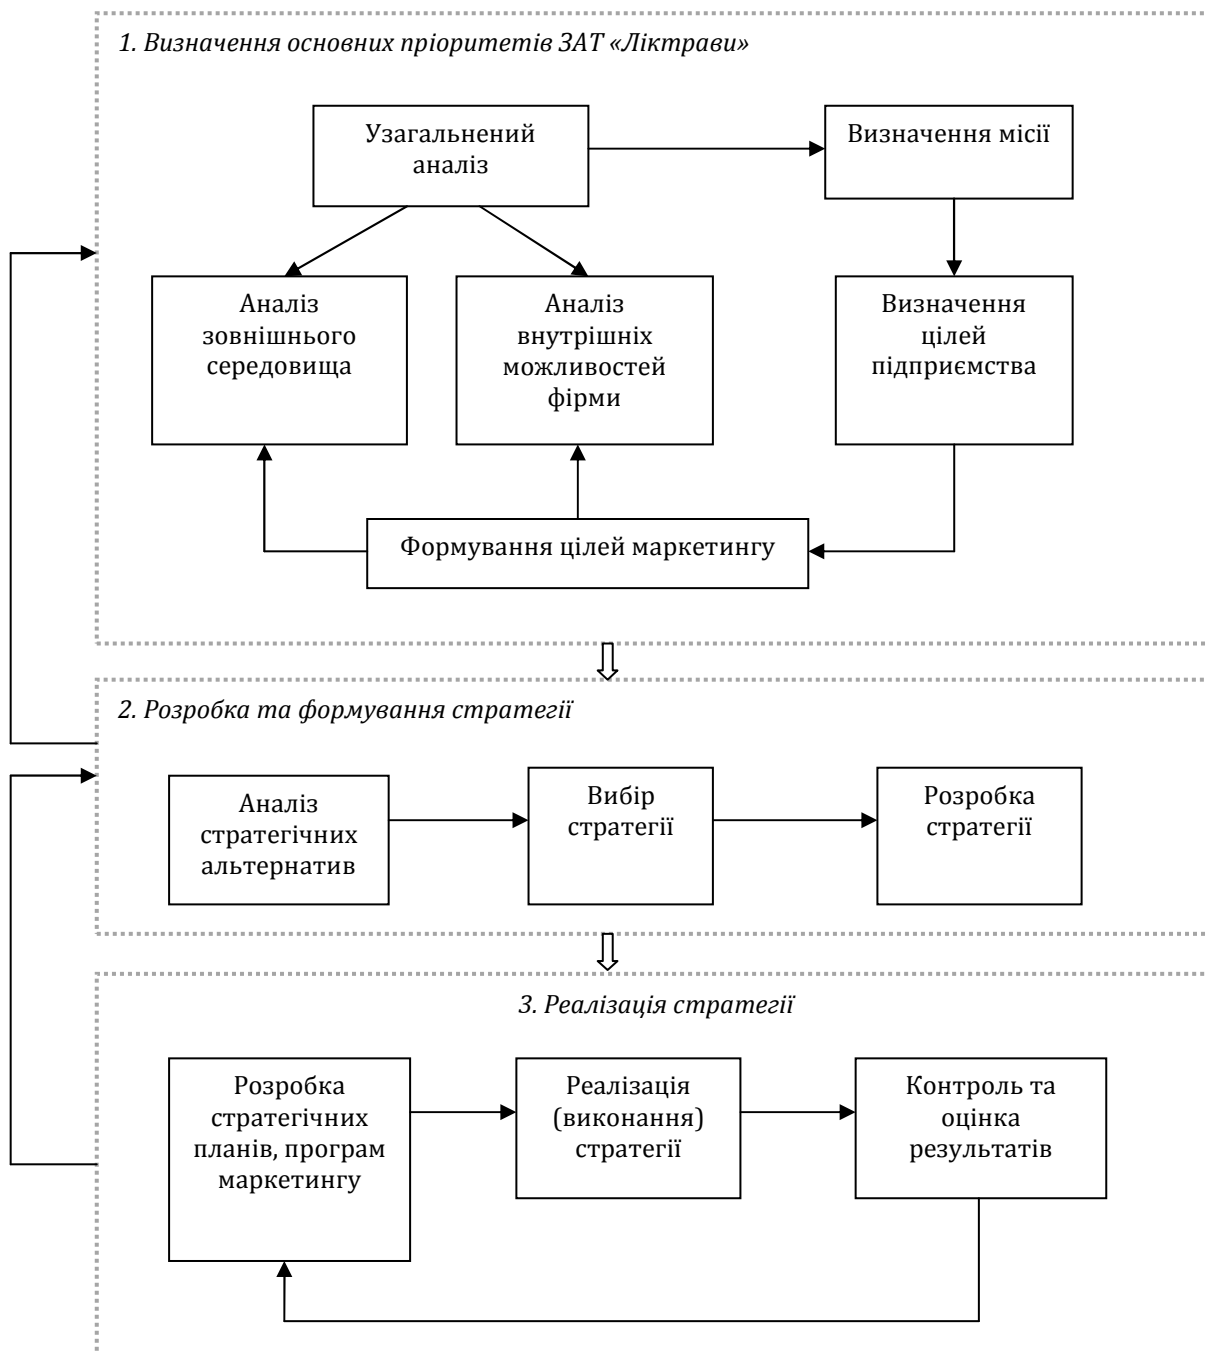 1. Визначення основних пріоритетів ЗАТ «Ліктрави»
Узагальнений
аналіз
Визначення місії
Аналіз
зовнішнього
середовища
Аналіз
внутрішніх
можливостей
фірми
Визначення
цілей
підприємства
Формування цілей маркетингу
2. Розробка та формування стратегії
Аналіз
стратегічних
альтернатив
Вибір
стратегії
Розробка
стратегії
3. Реалізація стратегії
Розробка
стратегічних
планів, програм
маркетингу
Реалізація
(виконання)
стратегії
Контроль та
оцінка
результатів